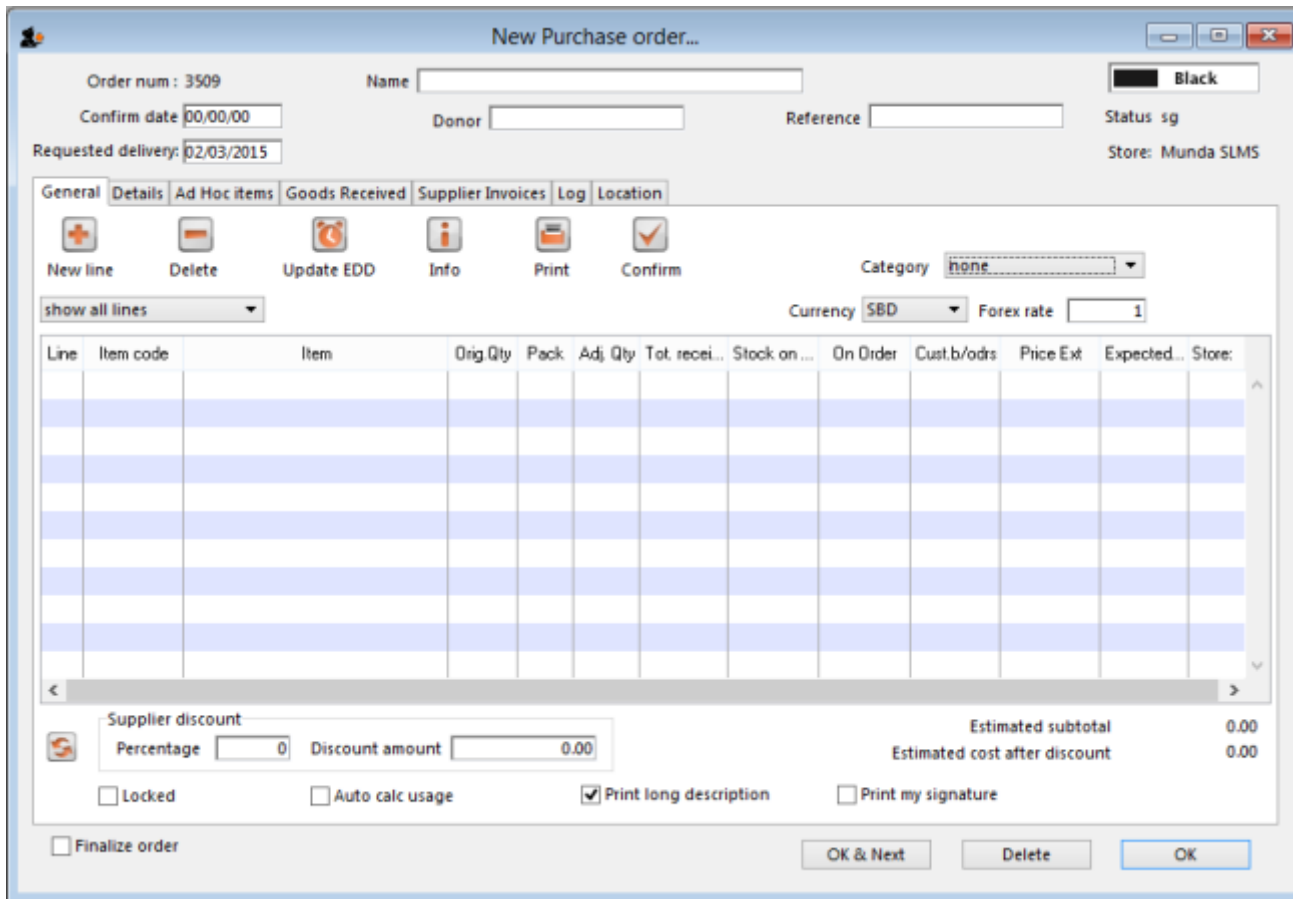 New Purchase order...
Order num : 3509 Name Black
Confirm date 00/00/00 Donor Reference Status sg
Requested delivery: 02/03/2015 Store: Munda SLMS
General Details Ad Hoc items Goods Received Supplier Invoices Log Location
New line Delete Update EDD Info Print Confirm Category none
show all lines Currency SBD Forex rate 1
Line Item code Item Orig.Qty Pack Adj. Qty Tot. recei... Stock on ... On Order Cust.b/odrs Price Ext Expected... Store:
Supplier discount Estimated subtotal 0.00
Percentage 0 Discount amount 0.00 Estimated cost after discount 0.00
Locked Auto calc usage Print long description Print my signature
Finalize order OK & Next Delete OK